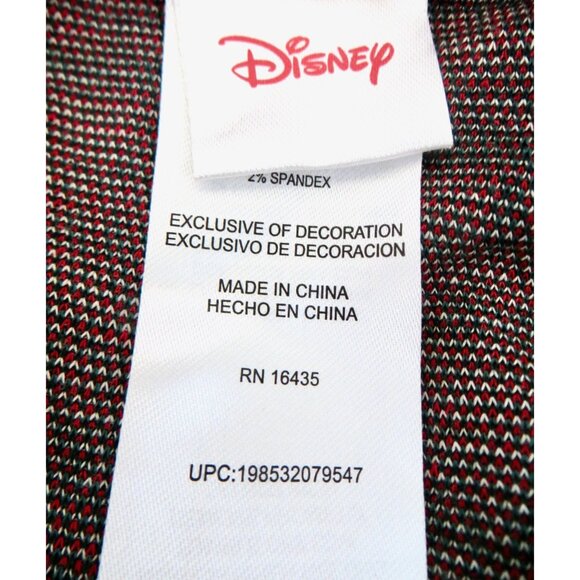 Disney
2% SPANDEX
EXCLUSIVE OF DECORATION
EXCLUSIVO DE DECORACION
MADE IN CHINA
HECHO EN CHINA
RN 16435
UPC:198532079547